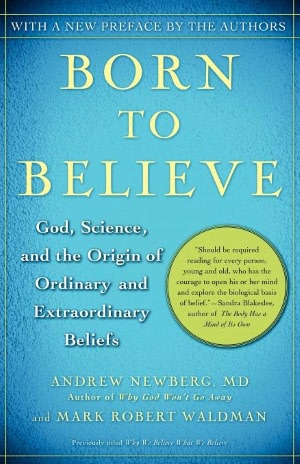 WITH A NEW PREFACE BY THE AUTHORS
BORN
TO
BELIEVE
God, Science,
and the Origin of
Ordinary and
Extraordinary
Beliefs
"Should be required
reading for every person,
young and old, who has the
courage to open his or her mind
and explore the biological basis
of belief."—Sandra Blakeslee,
author of The Body Has a
Mind of Its Own
ANDREW NEWBERG, MD
Author of Why God Won't Go Away
and MARK ROBERT WALDMAN
Previously titled Why We Believe What We Believe